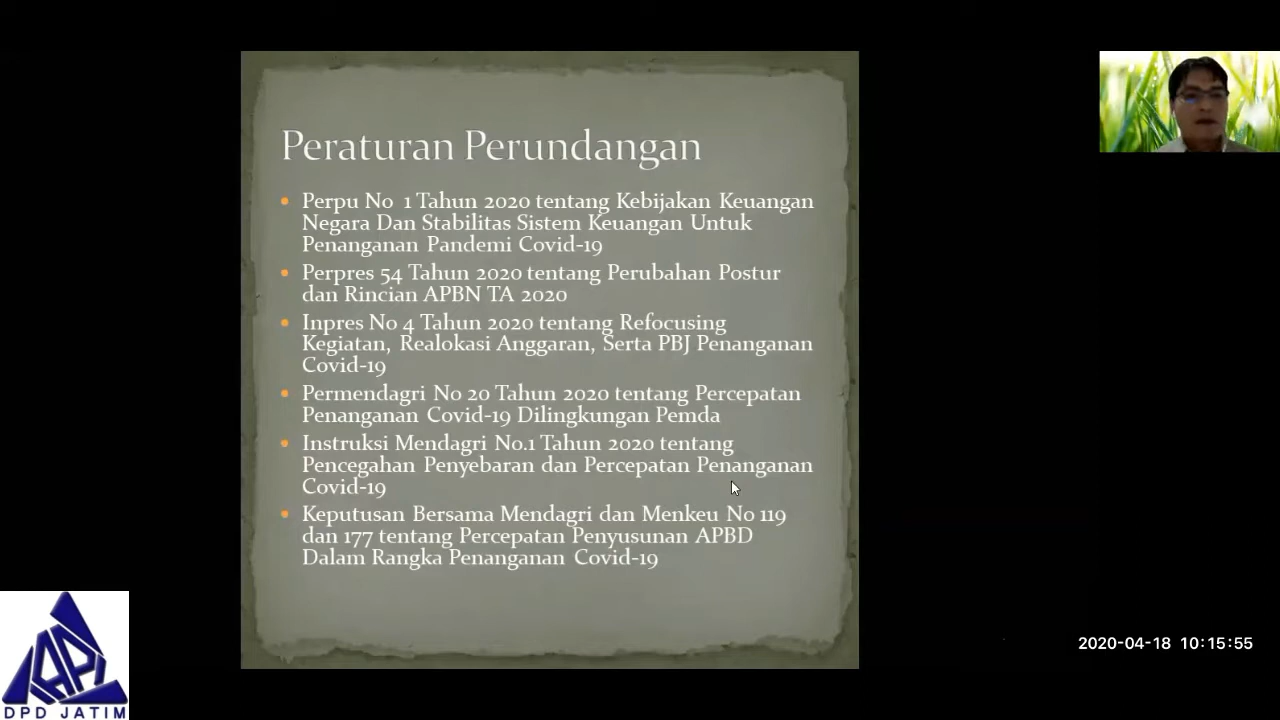 Peraturan Perundangan
Perpu No 1 Tahun 2020 tentang Kebijakan Keuangan
Negara Dan Stabilitas Sistem Keuangan Untuk
Penanganan Pandemi Covid-19
Perpres 54 Tahun 2020 tentang Perubahan Postur
dan Rincian APBN TA 2020
Inpres No 4 Tahun 2020 tentang Refocusing
Kegiatan, Realokasi Anggaran, Serta PBJ Penanganan
Covid-19
Permendagri No 20 Tahun 2020 tentang Percepatan
Penanganan Covid-19 Dilingkungan Pemda
Instruksi Mendagri No.1 Tahun 2020 tentang
Pencegahan Penyebaran dan Percepatan Penanganan
Covid-19
Keputusan Bersama Mendagri dan Menkeu No 119
dan 177 tentang Percepatan Penyusunan APBD
Dalam Rangka Penanganan Covid-19
IAPI
DPD JATIM
2020-04-18 10:15:55